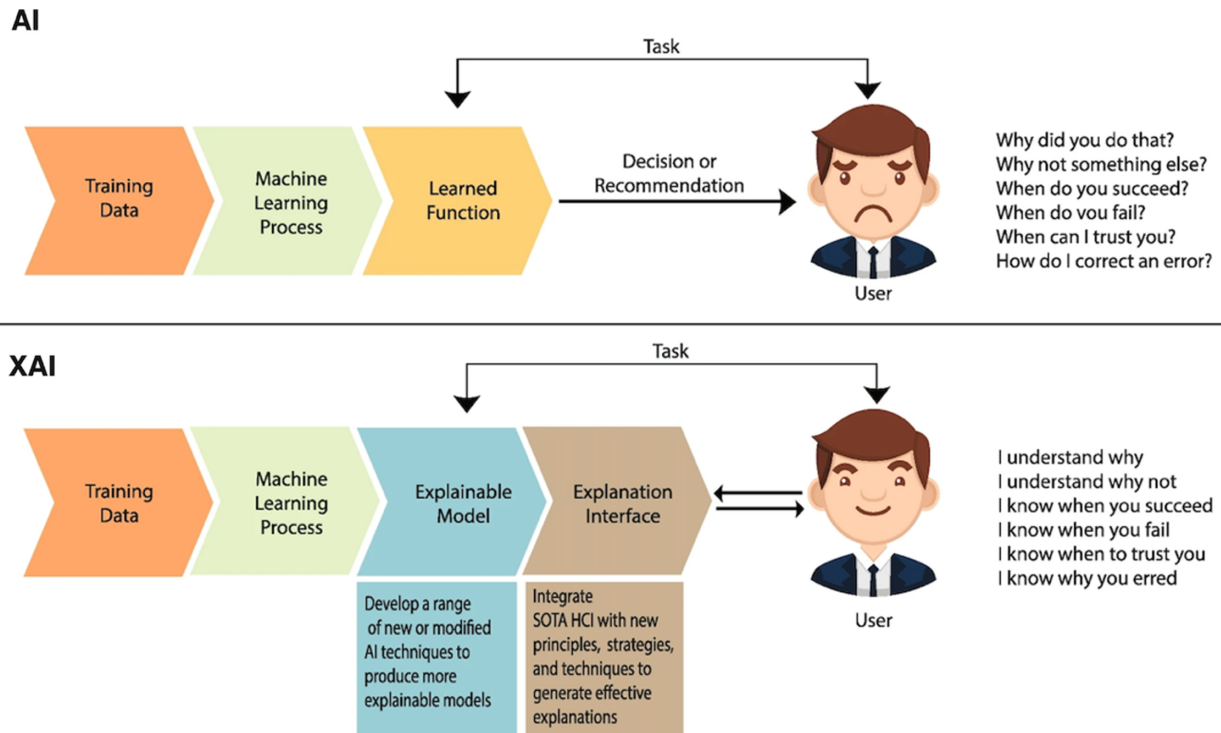 AI
Task
Training
Data
Machine
Learning
Process
Learned
Function
Decision or
Recommendation
User
Why did you do that?
Why not something else?
When do you succeed?
When do you fail?
When can I trust you?
How do I correct an error?
XAI
Task
Training
Data
Machine
Learning
Process
Explainable
Model
Explanation
Interface
Develop a range
of new or modified
AI techniques to
produce more
explainable models
Integrate
SOTA HCI with new
principles, strategies,
and techniques to
generate effective
explanations
User
I understand why
I understand why not
I know when you succeed
I know when you fail
I know when to trust you
I know why you erred